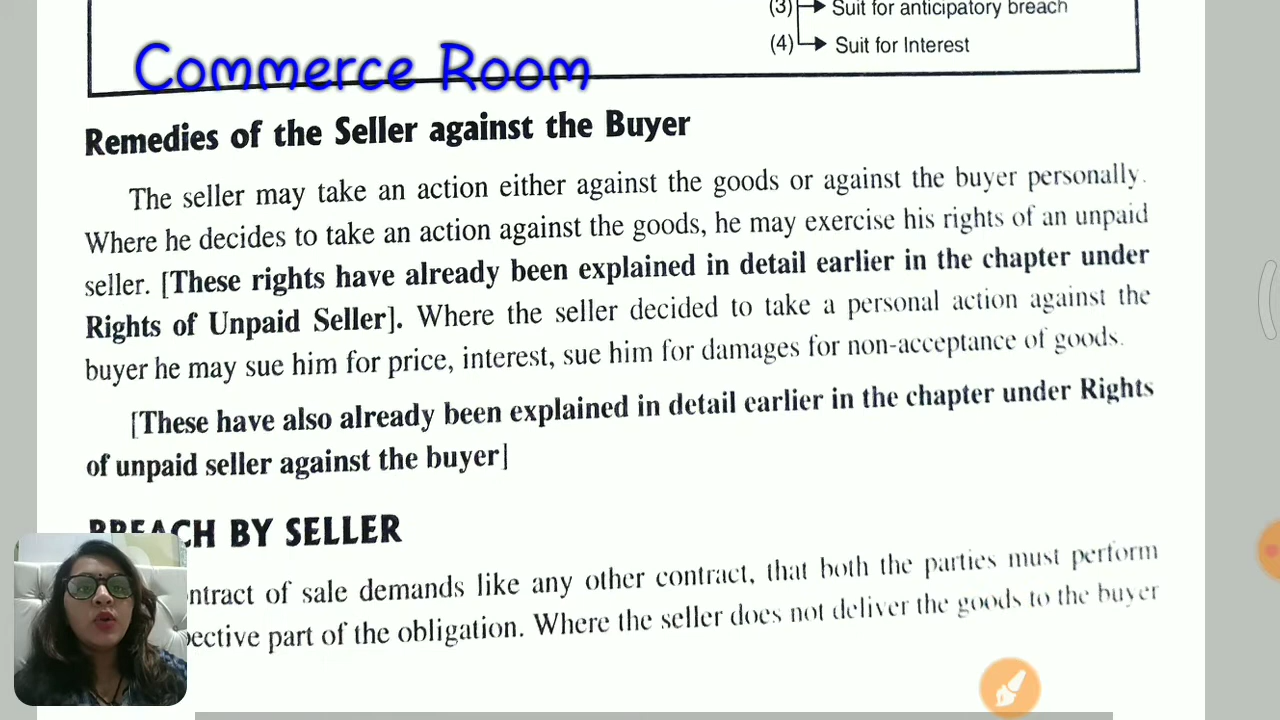 (3) Suit for anticipatory breach
(4) Suit for Interest
Commerce Room
Remedies of the Seller against the Buyer
The seller may take an action either against the goods or against the buyer personally.
Where he decides to take an action against the goods, he may exercise his rights of an unpaid
seller. [These rights have already been explained in detail earlier in the chapter under
Rights of Unpaid Seller]. Where the seller decided to take a personal action against the
buyer he may sue him for price, interest, sue him for damages for non-acceptance of goods.
[These have also already been explained in detail earlier in the chapter under Rights
of unpaid seller against the buyer]
BREACH BY SELLER
of sale demands like any other contract, that both the parties must perform
part of the obligation. Where the seller does not deliver the goods to the buyer